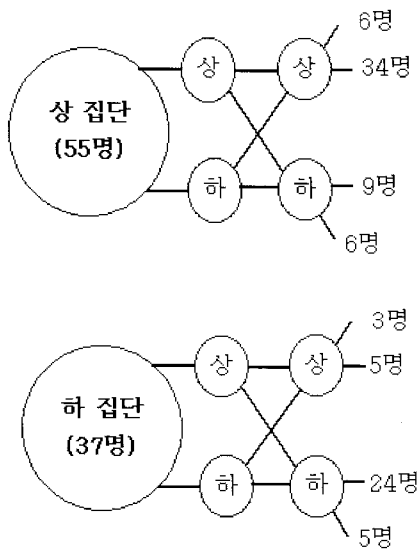 6명
상 상 34명
상 집단
(55명)
하 하 9명
6명
3명
상 상 5명
하 집단
(37명)
하 하 24명
5명